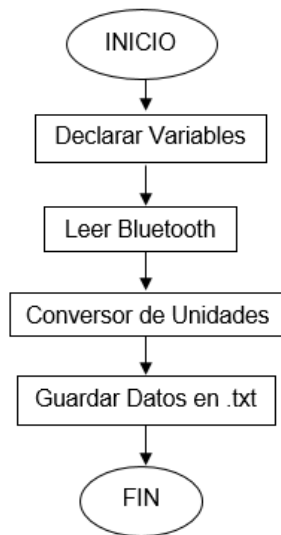 INICIO
Declarar Variables
Leer Bluetooth
Conversor de Unidades
Guardar Datos en .txt
FIN